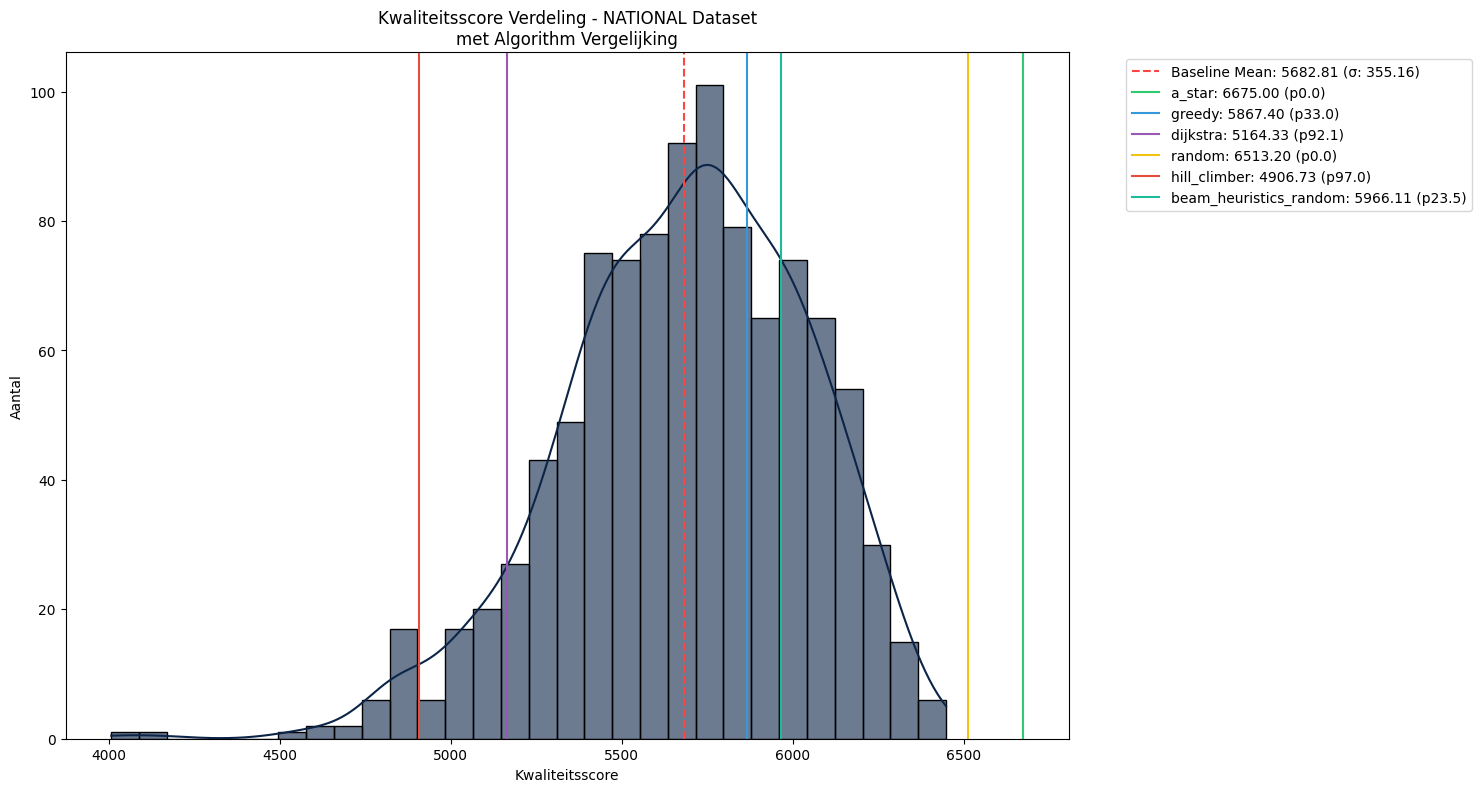 Kwaliteitsscore Verdeling - NATIONAL Dataset
met Algorithm Vergelijking
Aantal
100
80
60
40
20
0
4000
4500
5000
5500
6000
6500
Kwaliteitsscore
Baseline Mean: 5682.81 (σ: 355.16)
a_star: 6675.00 (p0.0)
greedy: 5867.40 (p33.0)
dijkstra: 5164.33 (p92.1)
random: 6513.20 (p0.0)
hill_climber: 4906.73 (p97.0)
beam_heuristics_random: 5966.11 (p23.5)